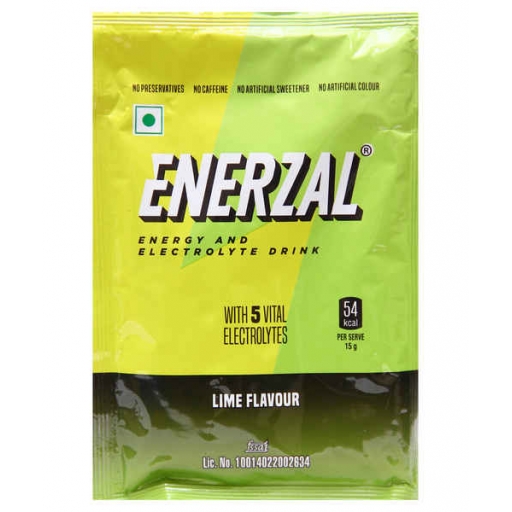 NO PRESERVATIVES NO CAFFEINE NO ARTIFICIAL SWEETENER NO ARTIFICIAL COLOUR
ENERZAL®
ENERGY AND
ELECTROLYTE DRINK
WITH 5 VITAL
ELECTROLYTES
54
kcal
PER SERVE
15 g
LIME FLAVOUR
fssai
Lic. No. 10014022002634